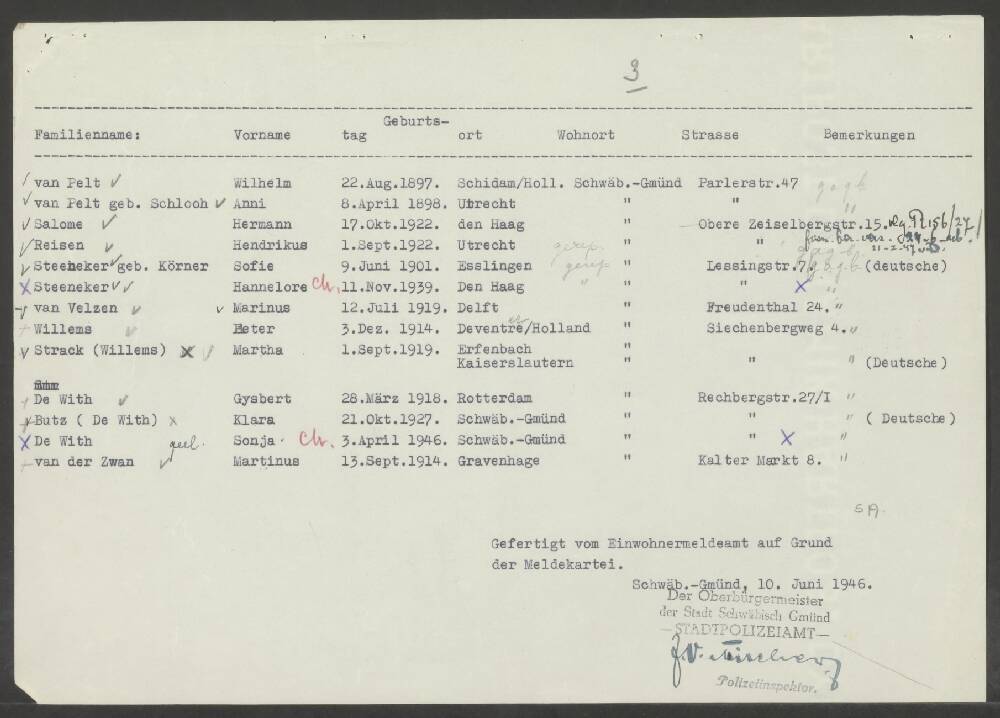 3
Geburts-
Familienname: Vorname tag ort Wohnort Strasse Bemerkungen
van Pelt Wilhelm 22.Aug.1897. Schidam/Holl. Schwäb.-Gmünd Parlerstr.47
van Pelt geb. Schlooh Anni 8.April 1898. Utrecht " " "
Salome Hermann 17.Okt.1922. den Haag " Obere Zeiselbergstr.15.
Reisen Hendrikus 1.Sept.1922. Utrecht " "
Steeneker geb. Körner Sofie 9.Juni 1901. Esslingen " Lessingstr.7. (deutsche)
Steeneker Hannelore Ch. 11.Nov.1939. Den Haag " " "
van Velzen Marinus 12.Juli 1919. Delft " Freudenthal 24. "
Willems Peter 3.Dez. 1914. Deventre/Holland " Siechenbergweg 4. "
Strack (Willems) Martha 1.Sept.1919. Erfenbach
Kaiserslautern " " " (Deutsche)
De With Gysbert 28.März 1918. Rotterdam " Rechbergstr.27/I "
Butz ( De With) Klara 21.Okt.1927. Schwäb.-Gmünd " " " ( Deutsche)
De With Sonja Ch. 3.April 1946. Schwäb.-Gmünd " " "
van der Zwan Martinus 13.Sept.1914. Gravenhage " Kalter Markt 8. "
SA.
Gefertigt vom Einwohnermeldeamt auf Grund
der Meldekartei.
Schwäb.-Gmünd, 10. Juni 1946.
Der Oberbürgermeister
der Stadt Schwäbisch Gmünd
—STADTPOLIZEIAMT—
Polizeiinspektor.